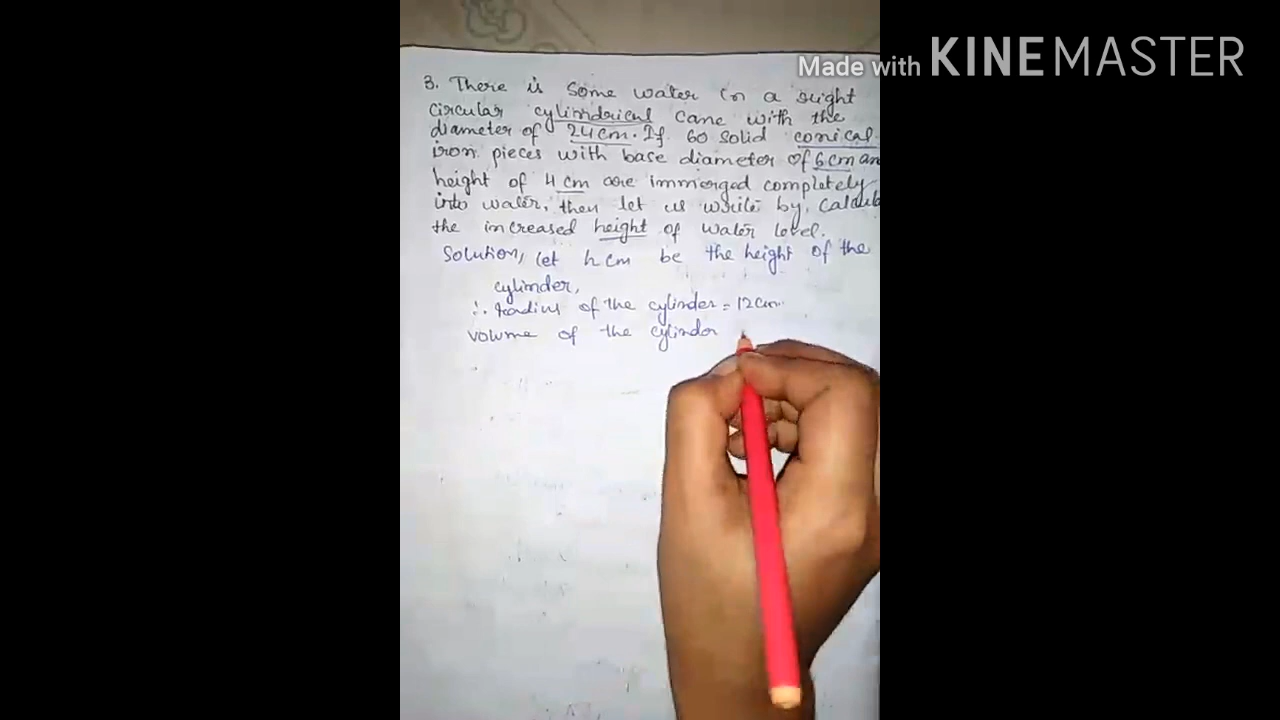 Made with KINEMASTER
3. There is some water in a right
circular cylindrical cane with the
diameter of 24cm. If 60 solid conical
iron pieces with base diameter of 6cm an
height of 4 cm are immerged completely
into water, then let us write by, calcula
the increased height of water level.
Solution, let h cm be the height of the
cylinder,
∴ radius of the cylinder = 12cm.
volume of the cylinder